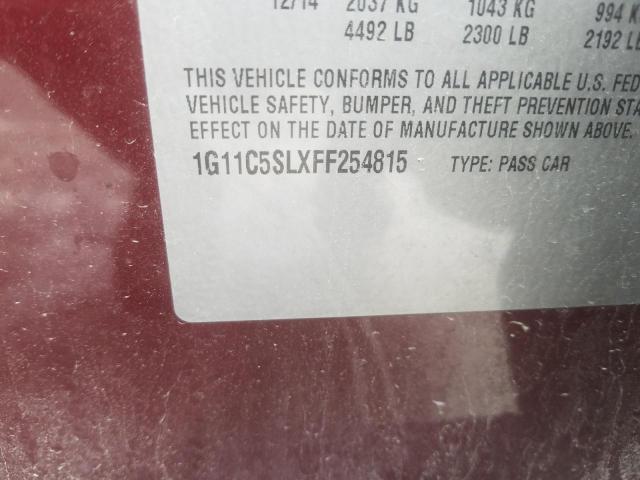 12/14 2037 KG 1043 KG 994 KG
4492 LB 2300 LB 2192 LB
THIS VEHICLE CONFORMS TO ALL APPLICABLE U.S. FED
VEHICLE SAFETY, BUMPER, AND THEFT PREVENTION STA
EFFECT ON THE DATE OF MANUFACTURE SHOWN ABOVE.
1G11C5SLXFF254815 TYPE: PASS CAR